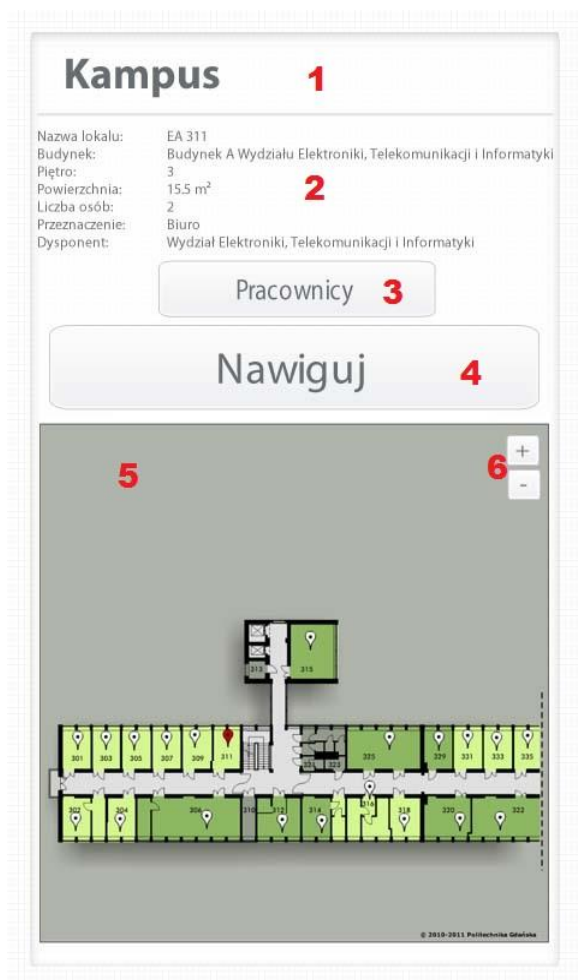 Kampus 1
Nazwa lokalu: EA 311
Budynek: Budynek A Wydziału Elektroniki, Telekomunikacji i Informatyki
Piętro: 3
Powierzchnia: 15.5 m² 2
Liczba osób: 2
Przeznaczenie: Biuro
Dysponent: Wydział Elektroniki, Telekomunikacji i Informatyki
Pracownicy 3
Nawiguj 4
5 6 +
-
313 315
301 303 305 307 309 311 323 325 329 331 333 335
302 304 306 310 312 314 316 318 320 322
© 2010-2011 Politechnika Gdańska